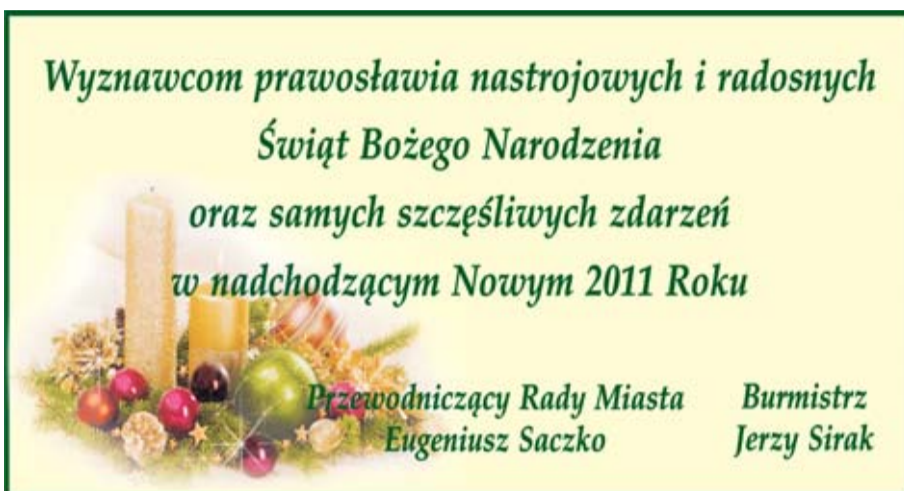 Wyznawcom prawosławia nastrojowych i radosnych
Świąt Bożego Narodzenia
oraz samych szczęśliwych zdarzeń
w nadchodzącym Nowym 2011 Roku
Przewodniczący Rady Miasta
Eugeniusz Saczko
Burmistrz
Jerzy Sirak